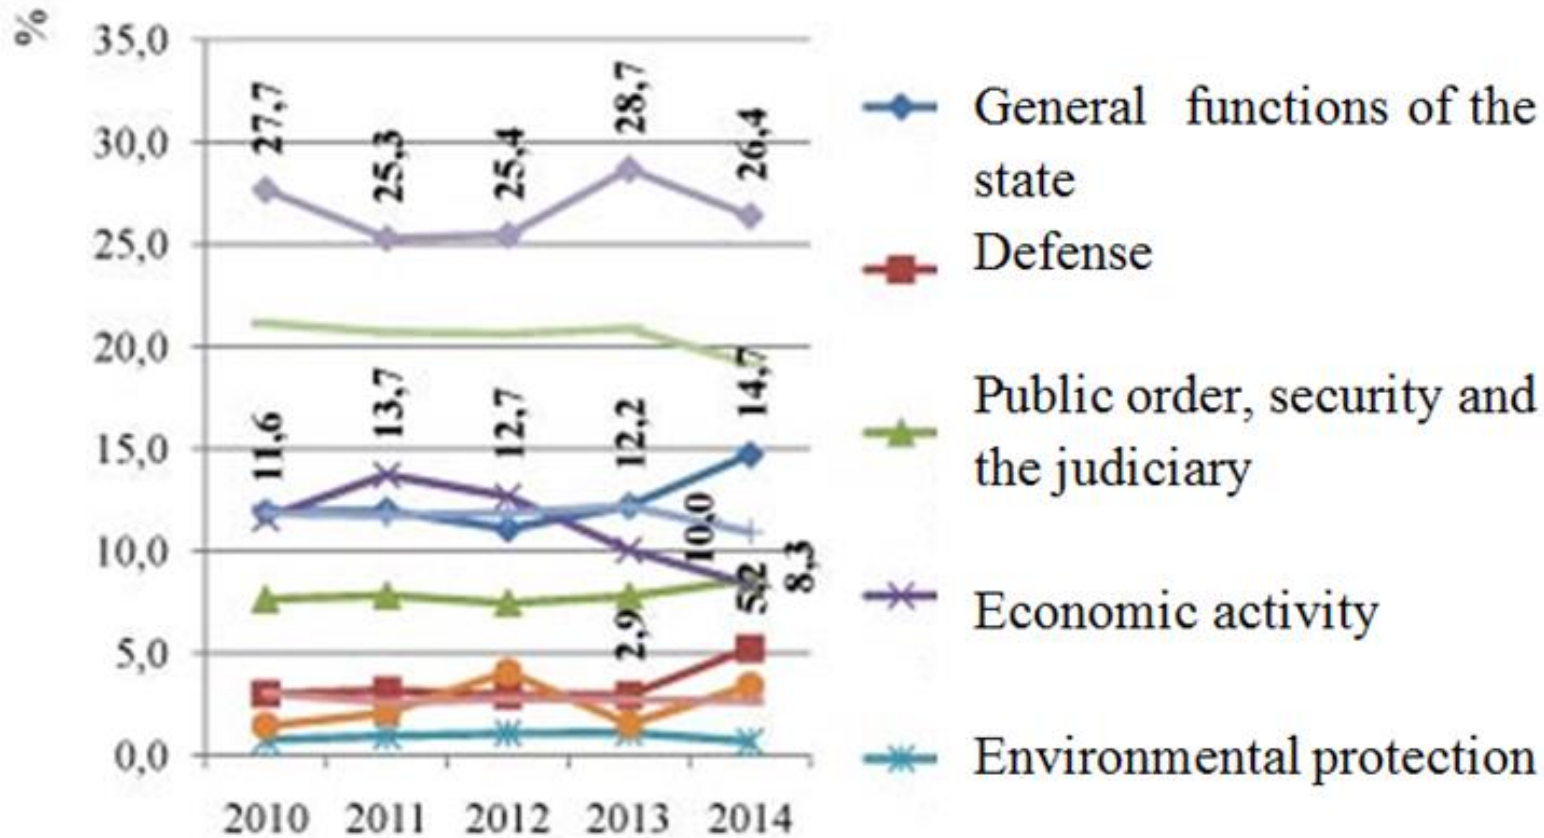 %
35,0
30,0
25,0
20,0
15,0
10,0
5,0
0,0
27,7
25,3
25,4
28,7
26,4
11,6
13,7
12,7
12,2
14,7
10,0
8,3
2,9
5,2
2010 2011 2012 2013 2014
General functions of the
state
Defense
Public order, security and
the judiciary
Economic activity
Environmental protection